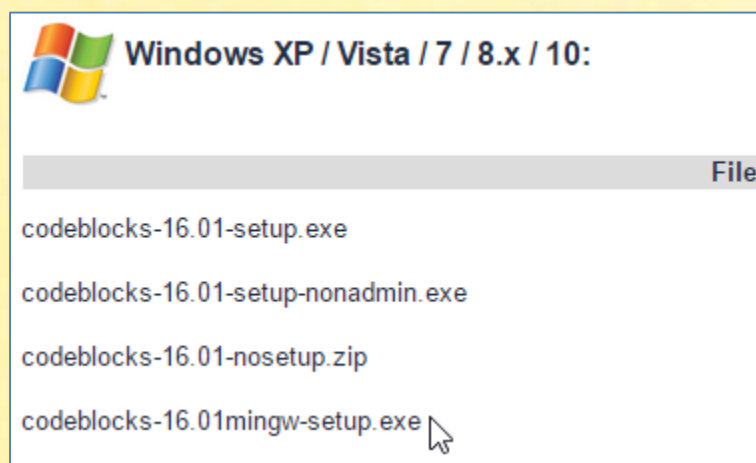 Windows XP / Vista / 7 / 8.x / 10:
File
codeblocks-16.01-setup.exe
codeblocks-16.01-setup-nonadmin.exe
codeblocks-16.01-nosetup.zip
codeblocks-16.01mingw-setup.exe